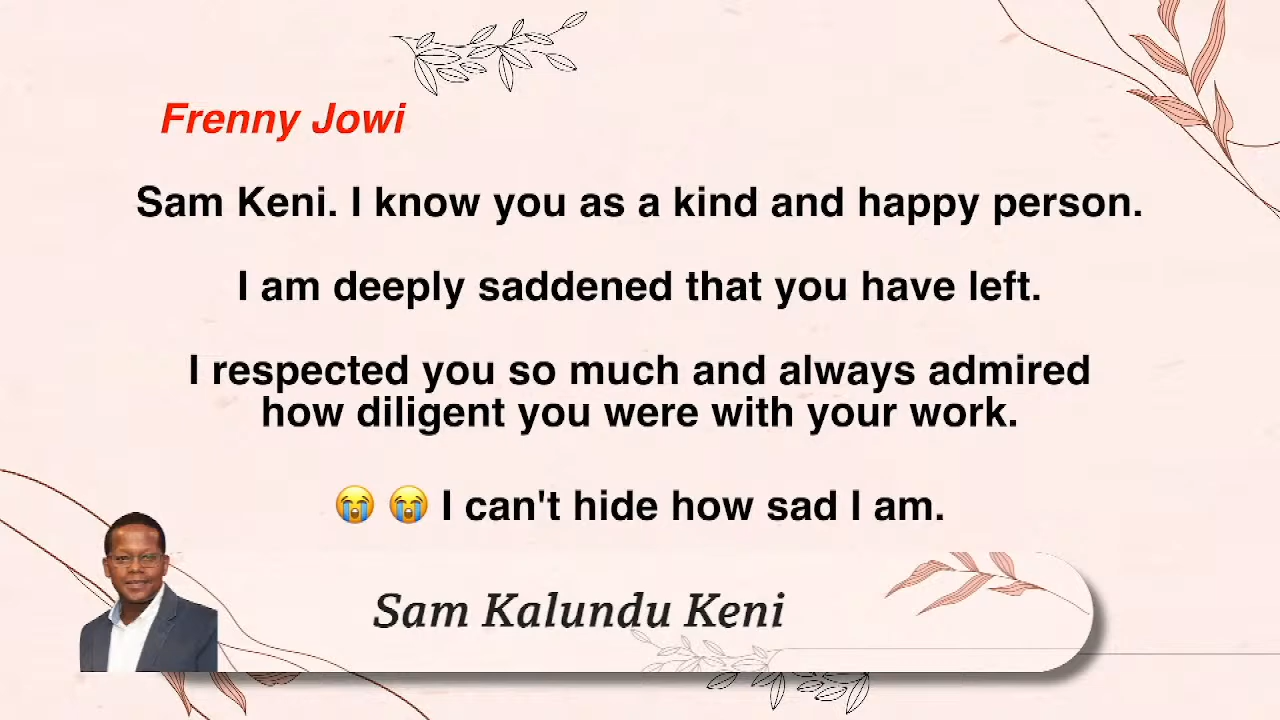 Frenny Jowi
Sam Keni. I know you as a kind and happy person.
I am deeply saddened that you have left.
I respected you so much and always admired
how diligent you were with your work.
😭 😭 I can't hide how sad I am.
Sam Kalundu Keni